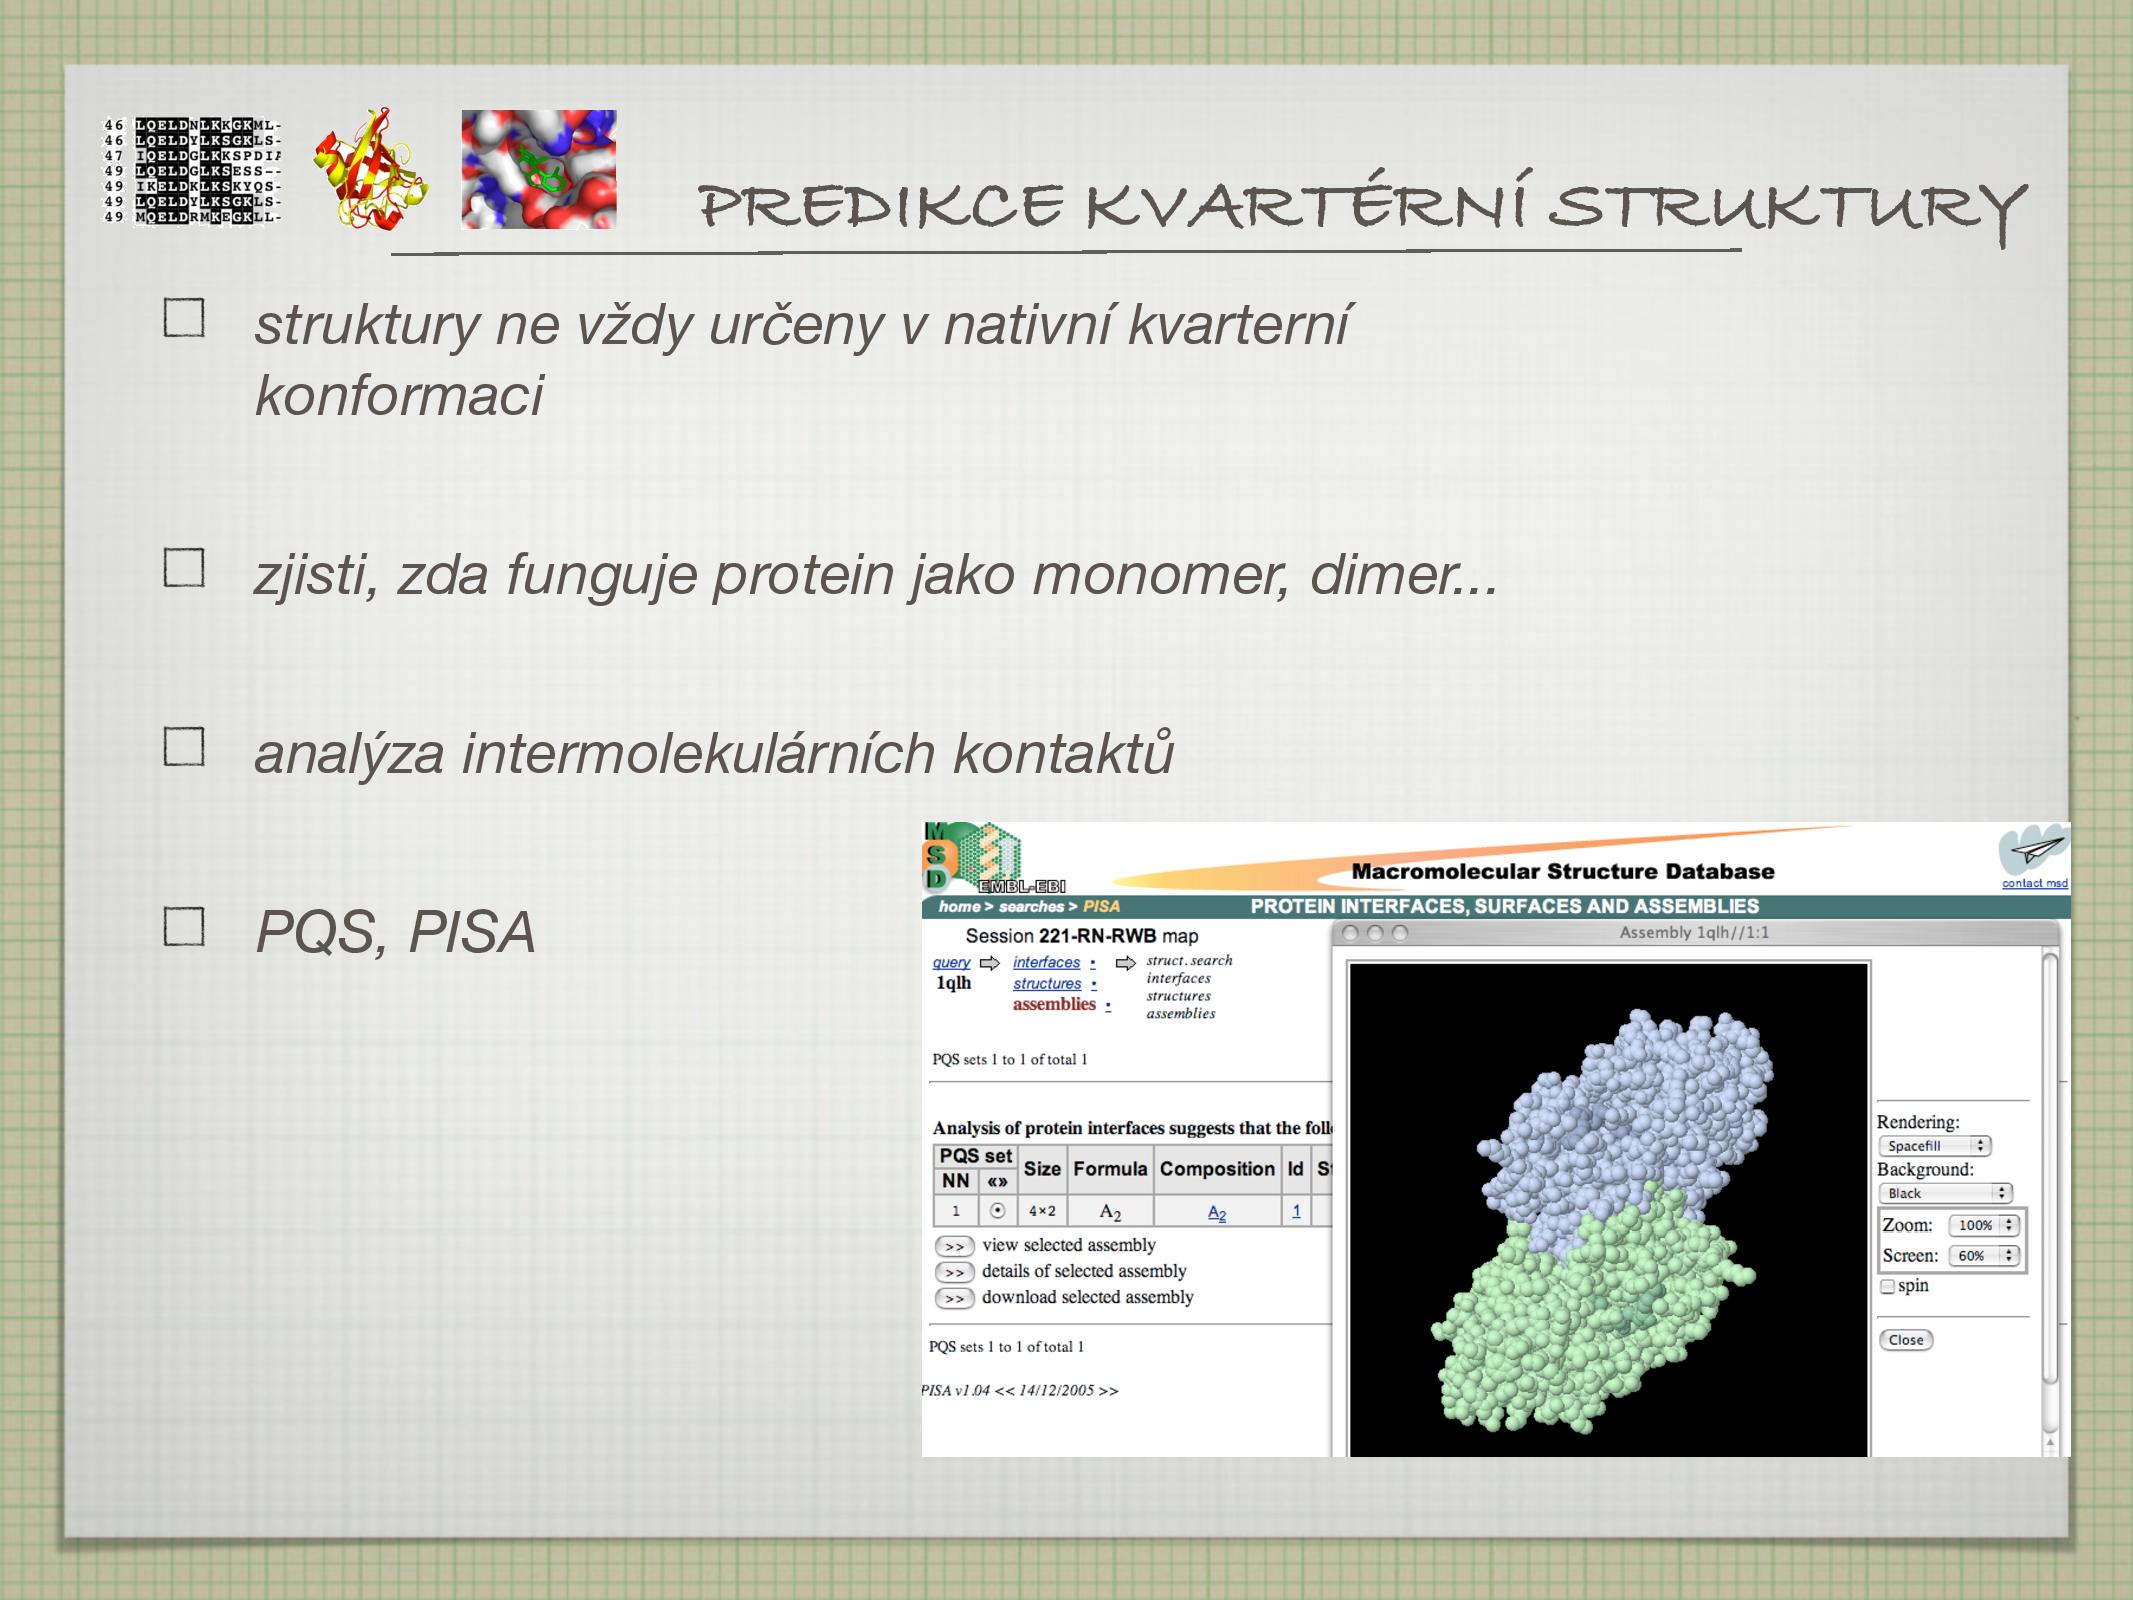 46 LQELDNLKKGKML-
46 LQELDYLKSGKLS-
47 IQELDGLKKSPDI
49 LQELDGLKSESS--
49 IKELDKLKSKYQS-
49 LQELDYLKSGKLS-
49 MQELDRMKEGKLL-
PREDIKCE KVARTÉRNÍ STRUKTURY
struktury ne vždy určeny v nativní kvarterní
konformaci
zjisti, zda funguje protein jako monomer, dimer...
analýza intermolekulárních kontaktů
PQS, PISA
MSD
EMBL-EBI
Macromolecular Structure Database
contact msd
home > searches > PISA
PROTEIN INTERFACES, SURFACES AND ASSEMBLIES
Session 221-RN-RWB map
query interfaces struct.search
1qlh structures interfaces
assemblies structures
assemblies
PQS sets 1 to 1 of total 1
Analysis of protein interfaces suggests that the foll
PQS set Size Formula Composition Id S
NN «»
1 4×2 A2 A2 1
>> view selected assembly
>> details of selected assembly
>> download selected assembly
PQS sets 1 to 1 of total 1
PISA v1.04 << 14/12/2005 >>
Assembly 1qlh//1:1
Rendering:
Spacefill
Background:
Black
Zoom: 100%
Screen: 60%
spin
Close